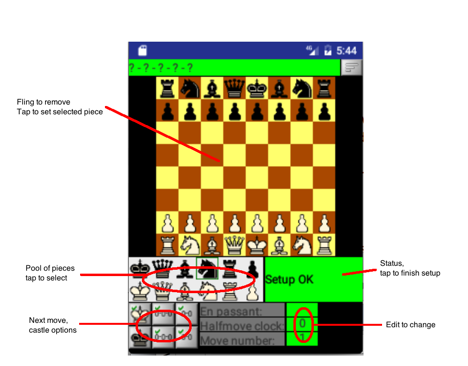 4G 5:44
? - ? - ? - ? - ?
Fling to remove
Tap to set selected piece
Pool of pieces
tap to select
Setup OK
Status,
tap to finish setup
Next move,
castle options
0-0-0 0-0
0-0-0 0-0
En passant:
Halfmove clock: 0
Move number: 1
Edit to change